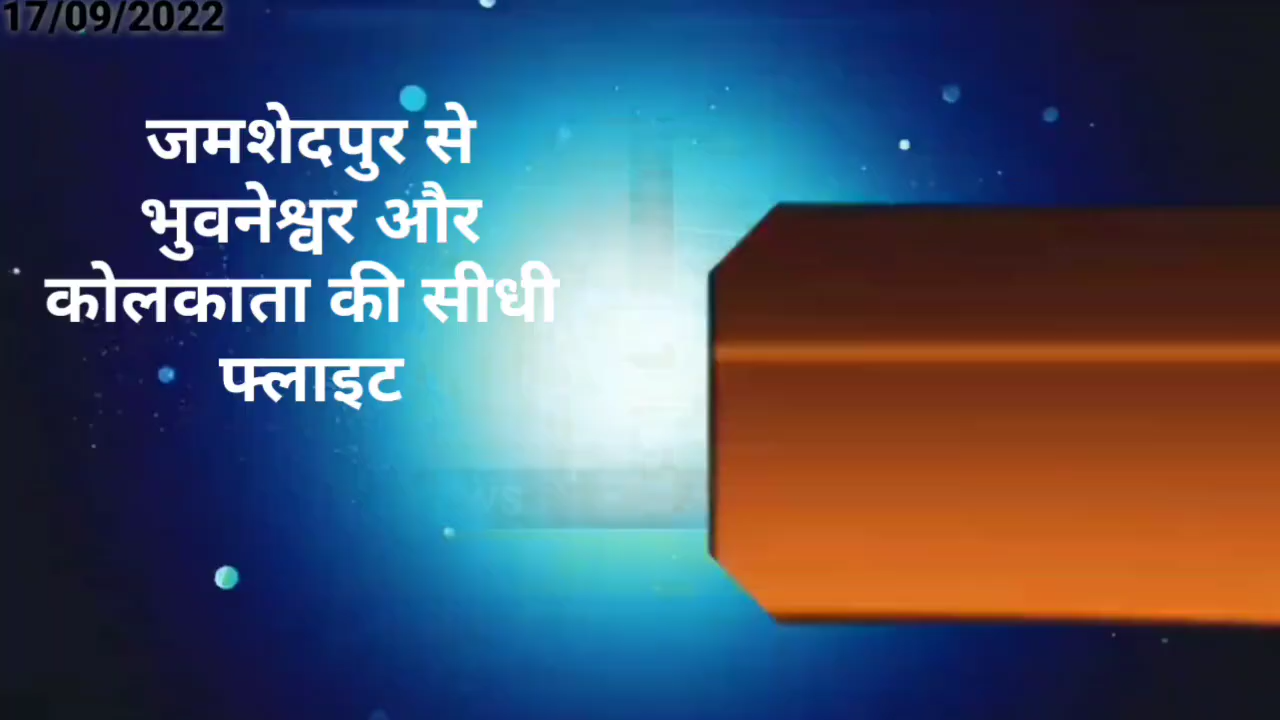 17/09/2022
जमशेदपुर से
भुवनेश्वर और
कोलकाता की सीधी
फ्लाइट